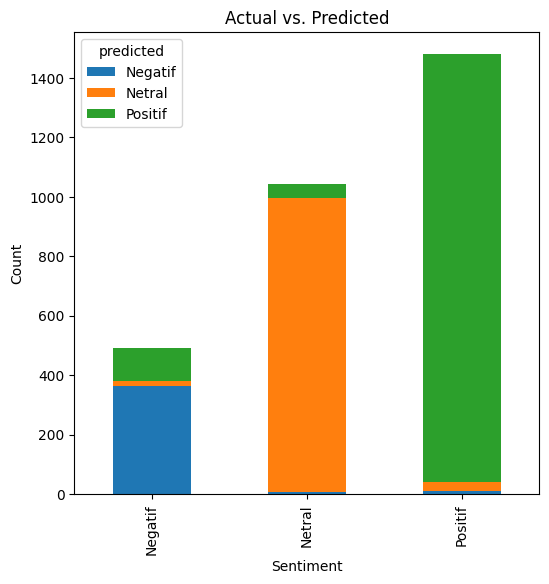 Actual vs. Predicted
predicted
Negatif
Netral
Positif
1400
1200
1000
800
600
400
200
0
Count
Negatif
Netral
Positif
Sentiment